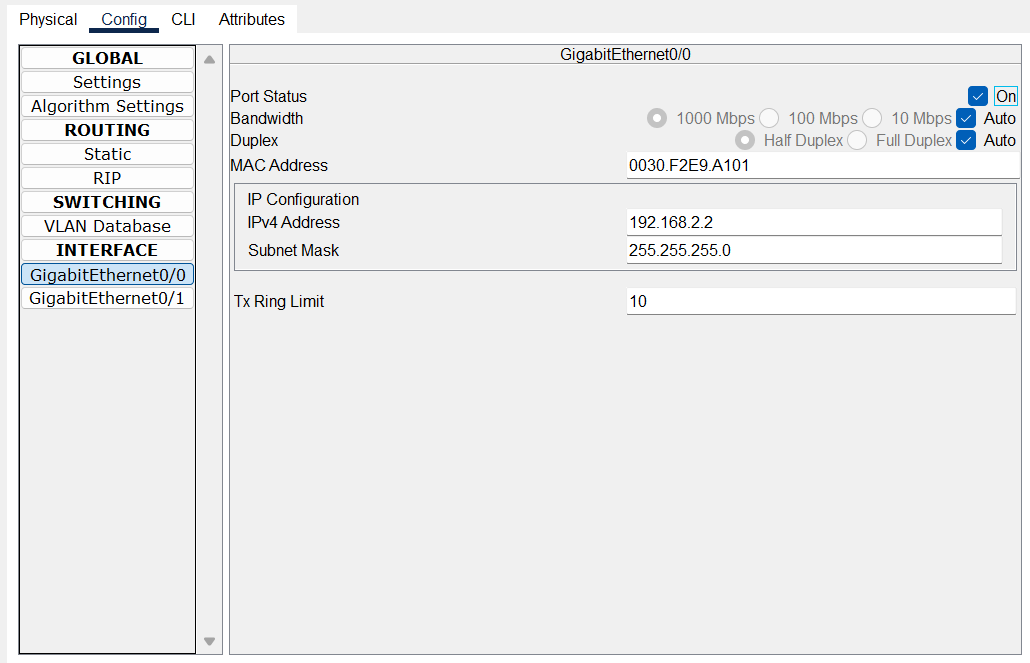 Physical Config CLI Attributes
GLOBAL
Settings
Algorithm Settings
ROUTING
Static
RIP
SWITCHING
VLAN Database
INTERFACE
GigabitEthernet0/0
GigabitEthernet0/1
GigabitEthernet0/0
Port Status On
Bandwidth 1000 Mbps 100 Mbps 10 Mbps Auto
Duplex Half Duplex Full Duplex Auto
MAC Address 0030.F2E9.A101
IP Configuration
IPv4 Address 192.168.2.2
Subnet Mask 255.255.255.0
Tx Ring Limit 10